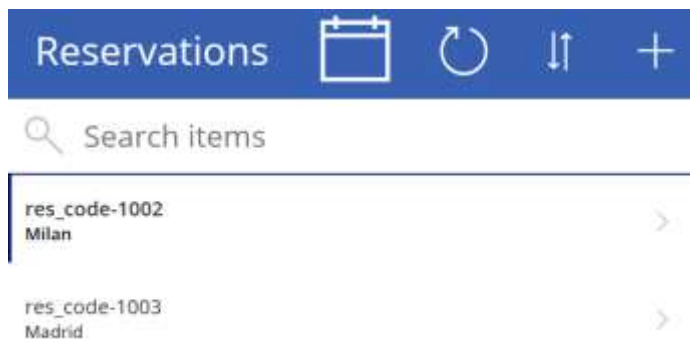 Reservations
Search items
res_code-1002
Milan
res_code-1003
Madrid